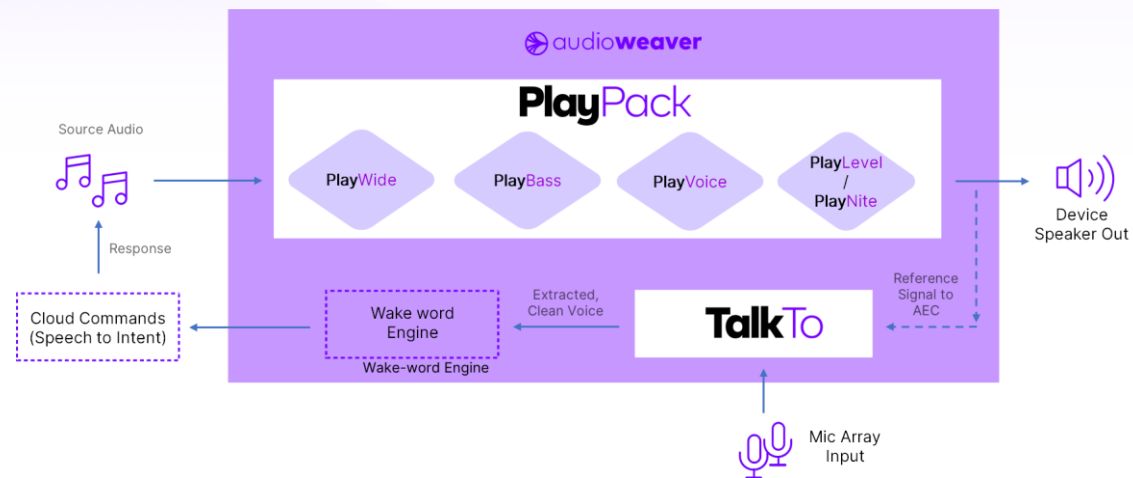 audioweaver
PlayPack
Source Audio
PlayWide
PlayBass
PlayVoice
PlayLevel
/
PlayNite
Device
Speaker Out
Response
Reference
Signal to
AEC
Extracted,
Clean Voice
TalkTo
Wake word
Engine
Wake-word Engine
Cloud Commands
(Speech to Intent)
Mic Array
Input